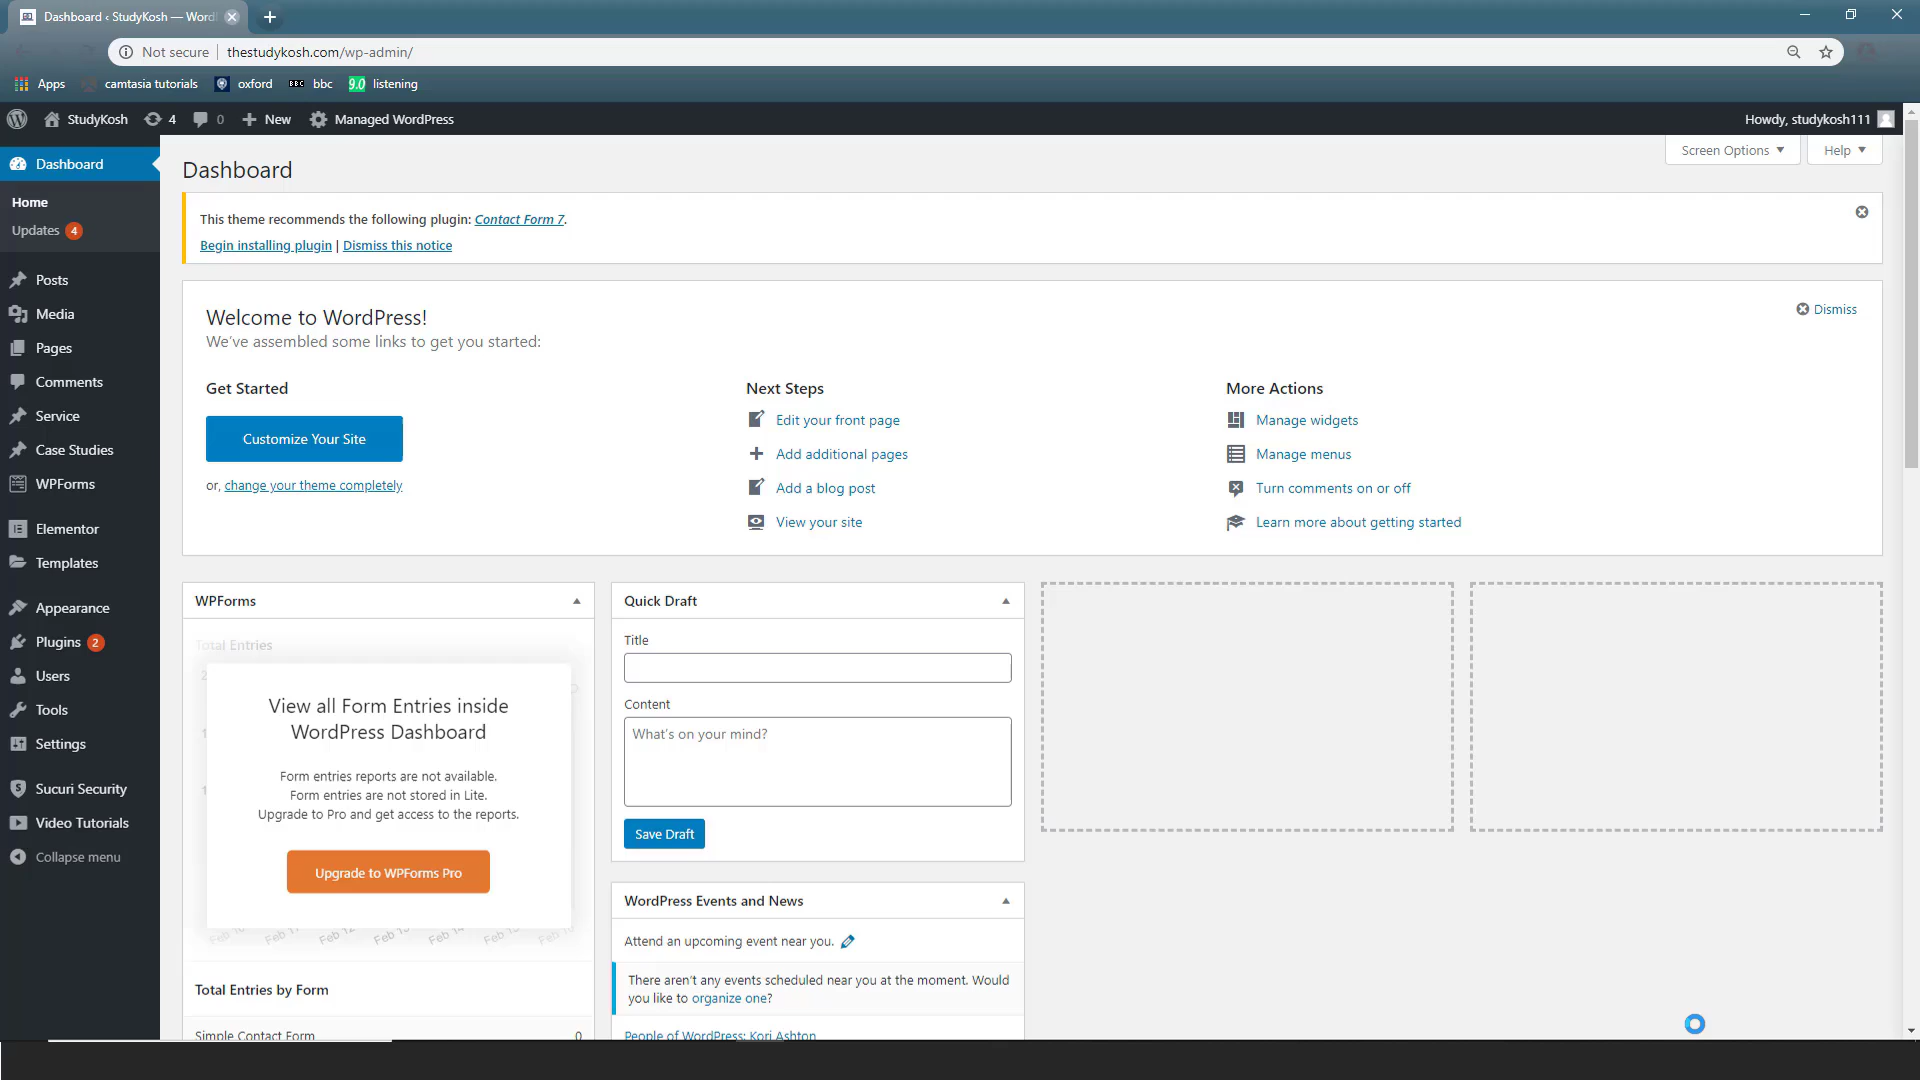 Dashboard ‹ StudyKosh — Word
Not secure
thestudykosh.com/wp-admin/
Apps
camtasia tutorials
oxford
BBC
bbc
9.0
listening
StudyKosh
4
0
New
Managed WordPress
Howdy, studykosh111
Screen Options
Help
Dashboard
Home
Updates 4
Posts
Media
Pages
Comments
Service
Case Studies
WPForms
Elementor
Templates
Appearance
Plugins 2
Users
Tools
Settings
Sucuri Security
Video Tutorials
Collapse menu
Dashboard
This theme recommends the following plugin: Contact Form 7.
Begin installing plugin | Dismiss this notice
Welcome to WordPress!
We've assembled some links to get you started:
Dismiss
Get Started
Customize Your Site
or, change your theme completely
Next Steps
Edit your front page
Add additional pages
Add a blog post
View your site
More Actions
Manage widgets
Manage menus
Turn comments on or off
Learn more about getting started
WPForms
Total Entries
View all Form Entries inside
WordPress Dashboard
Form entries reports are not available.
Form entries are not stored in Lite.
Upgrade to Pro and get access to the reports.
Upgrade to WPForms Pro
Feb 12
Feb 13
Feb 14
Total Entries by Form
Simple Contact Form 0
Quick Draft
Title
Content
What's on your mind?
Save Draft
WordPress Events and News
Attend an upcoming event near you.
There aren't any events scheduled near you at the moment. Would
you like to organize one?
People of WordPress: Kori Ashton